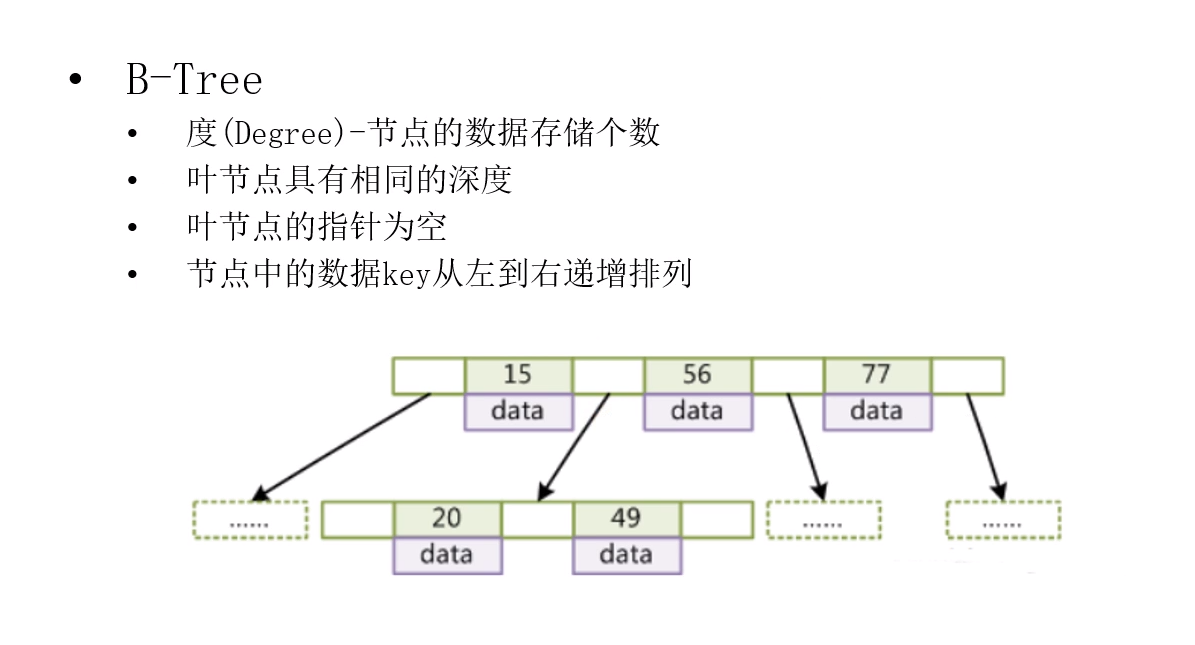 • B-Tree
• 度(Degree)-节点的数据存储个数
• 叶节点具有相同的深度
• 叶节点的指针为空
• 节点中的数据key从左到右递增排列
15 56 77
data data data
...... 20 49 ...... ......
data data